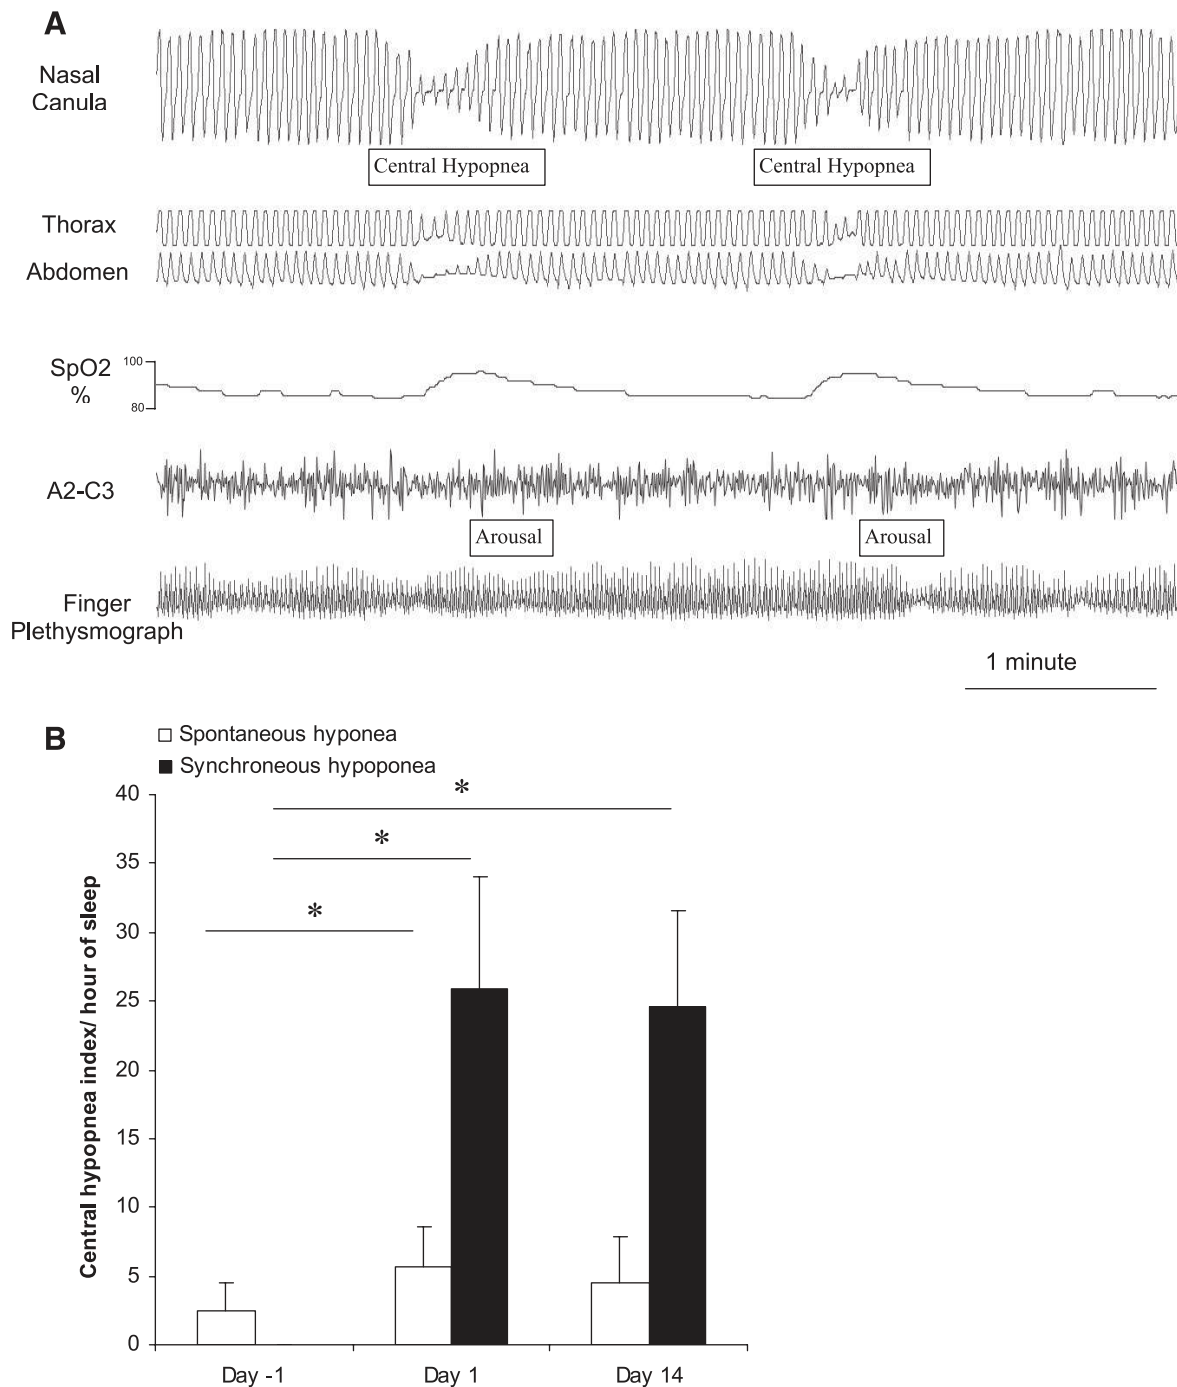 A
Nasal
Canula
Central Hypopnea
Central Hypopnea
Thorax
Abdomen
SpO2
%
100
80
A2-C3
Arousal
Arousal
Finger
Plethysmograph
1 minute
B
Spontaneous hyponea
Synchroneous hypoponea
Central hypopnea index/ hour of sleep
40
35
30
25
20
15
10
5
0
*
*
*
Day -1
Day 1
Day 14